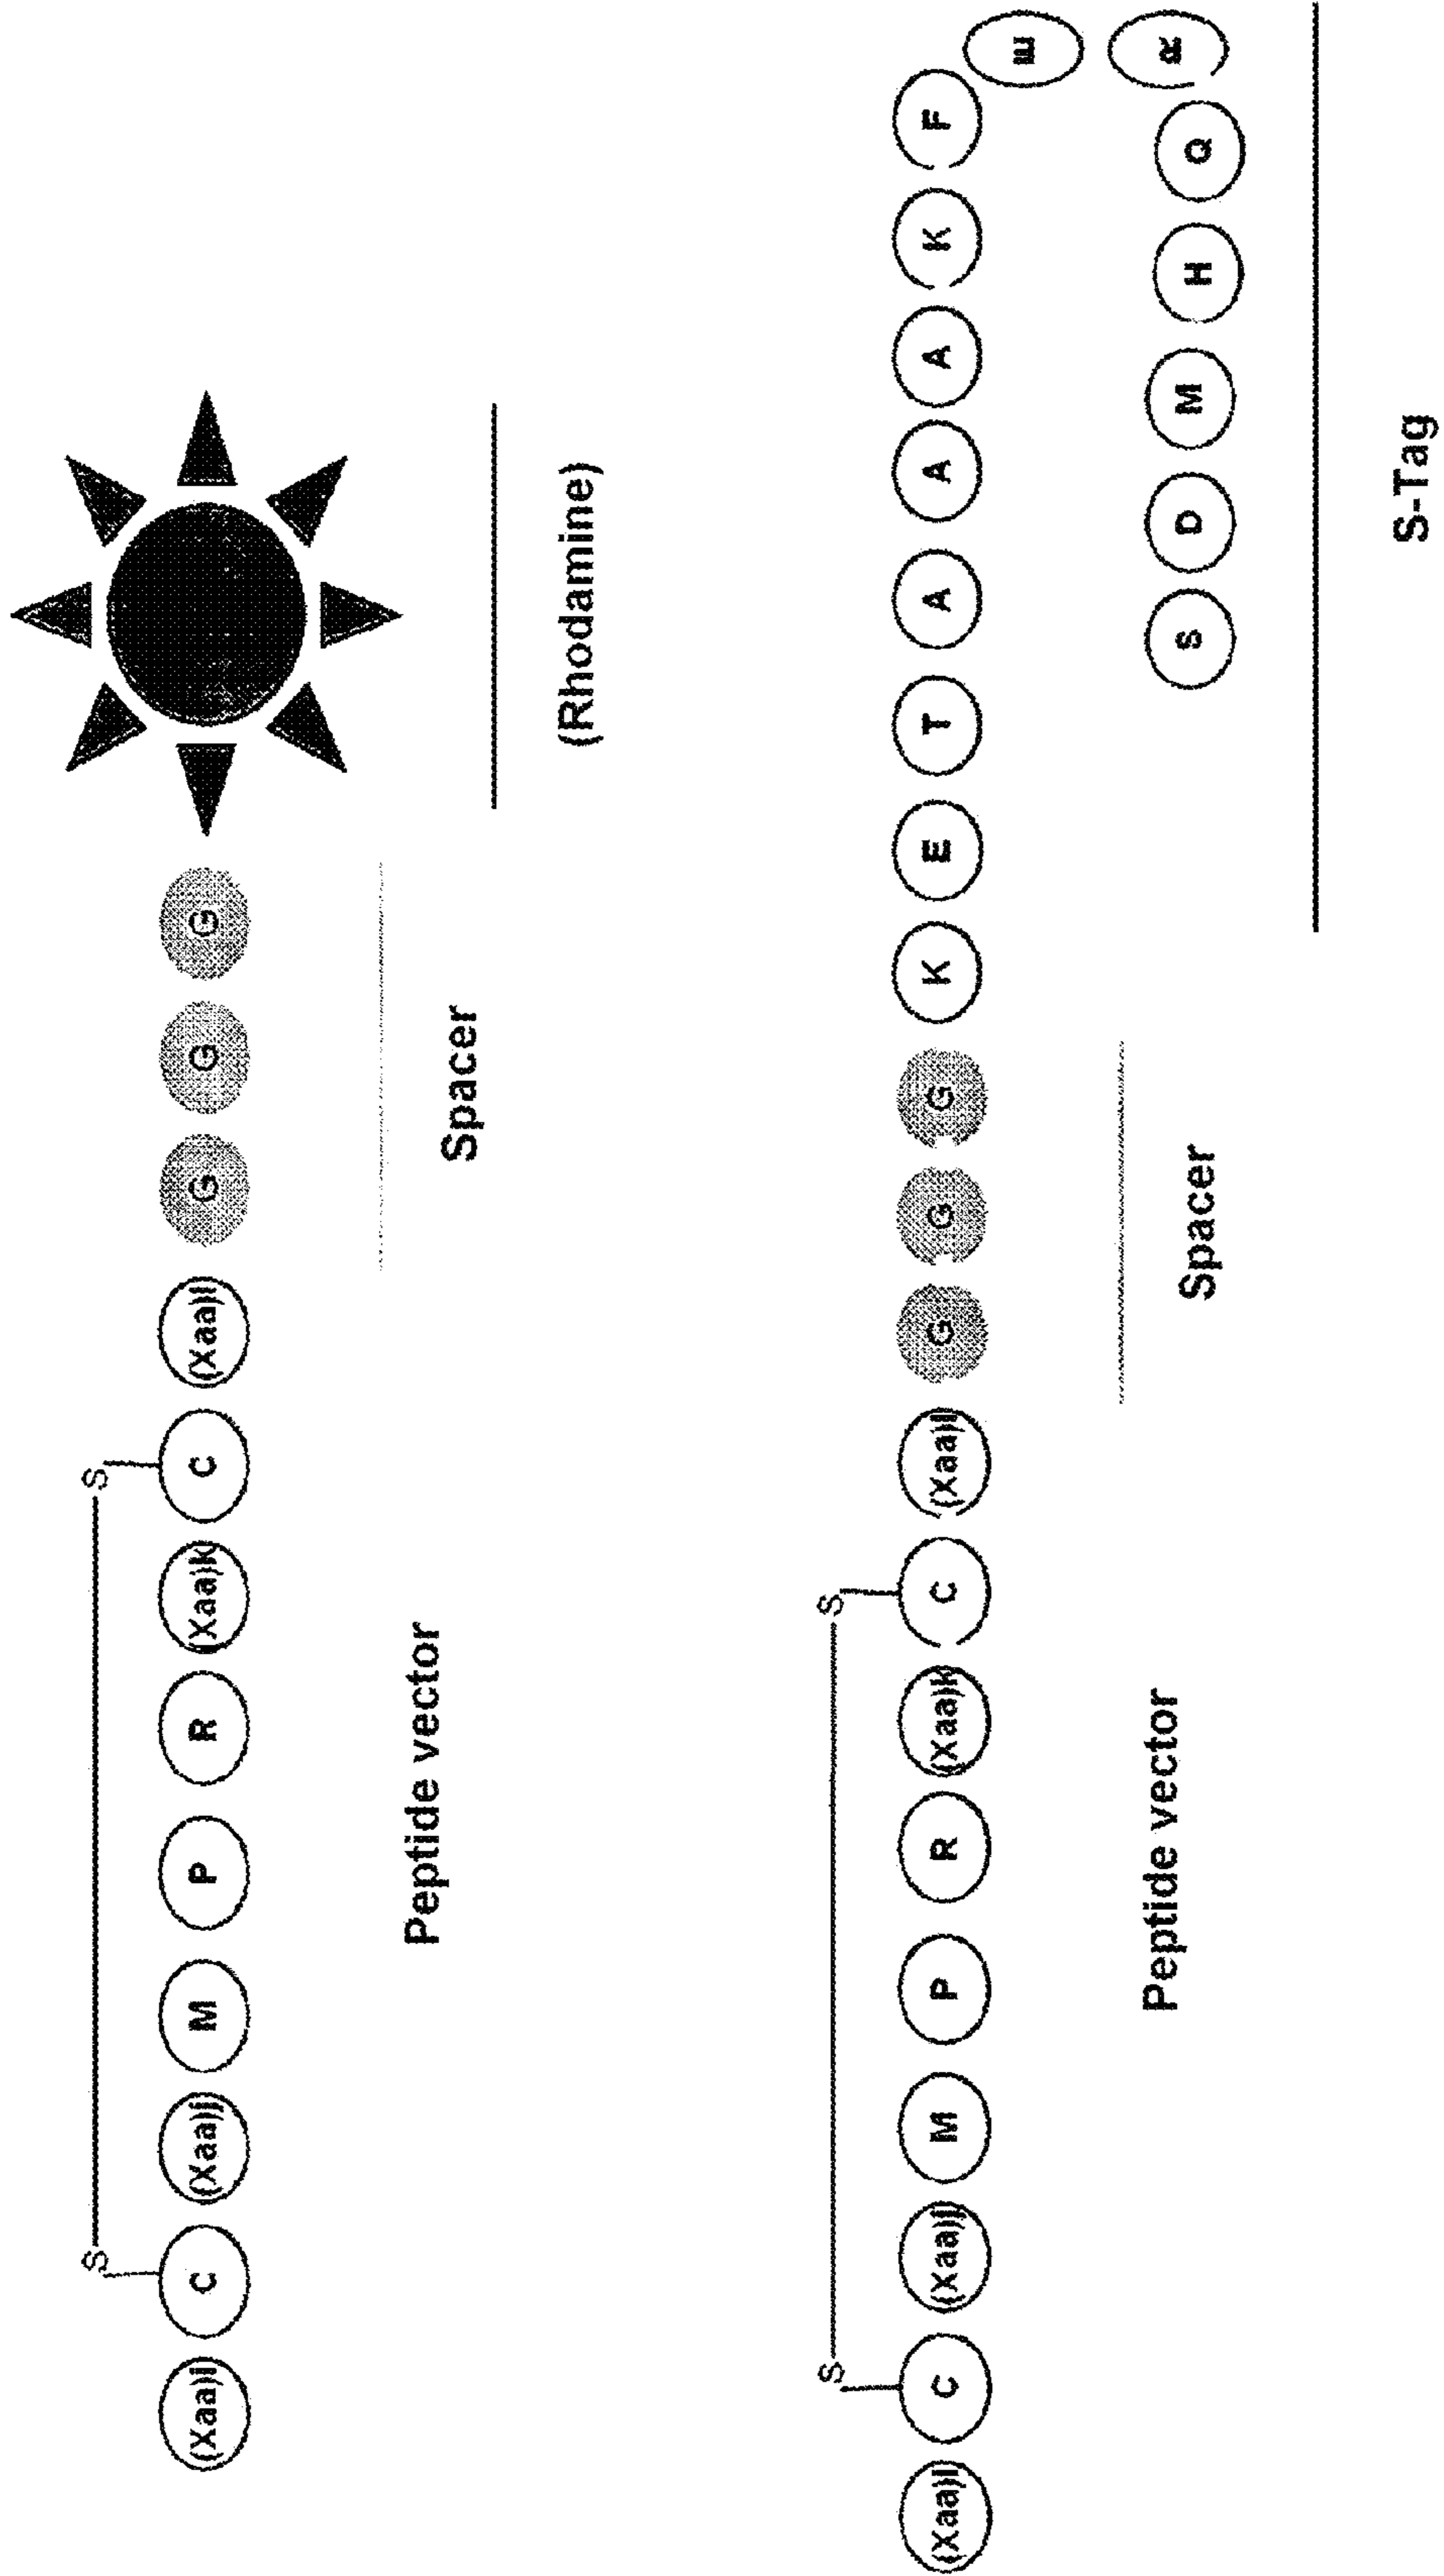 S S
(Xaa)i C (Xaa)j M P R (Xaa)k C (Xaa)l G G G
Peptide vector
Spacer
(Rhodamine)
S S
(Xaa)i C (Xaa)j M P R (Xaa)k C (Xaa)l G G G K E T A A A K F
E
R
S D M H Q
Peptide vector
Spacer
S-Tag